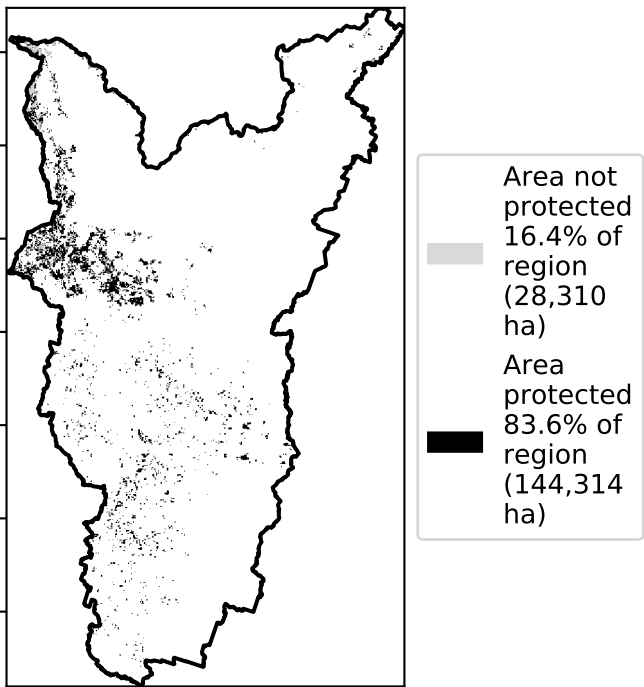 Area not
protected
16.4% of
region
(28,310
ha)
Area
protected
83.6% of
region
(144,314
ha)